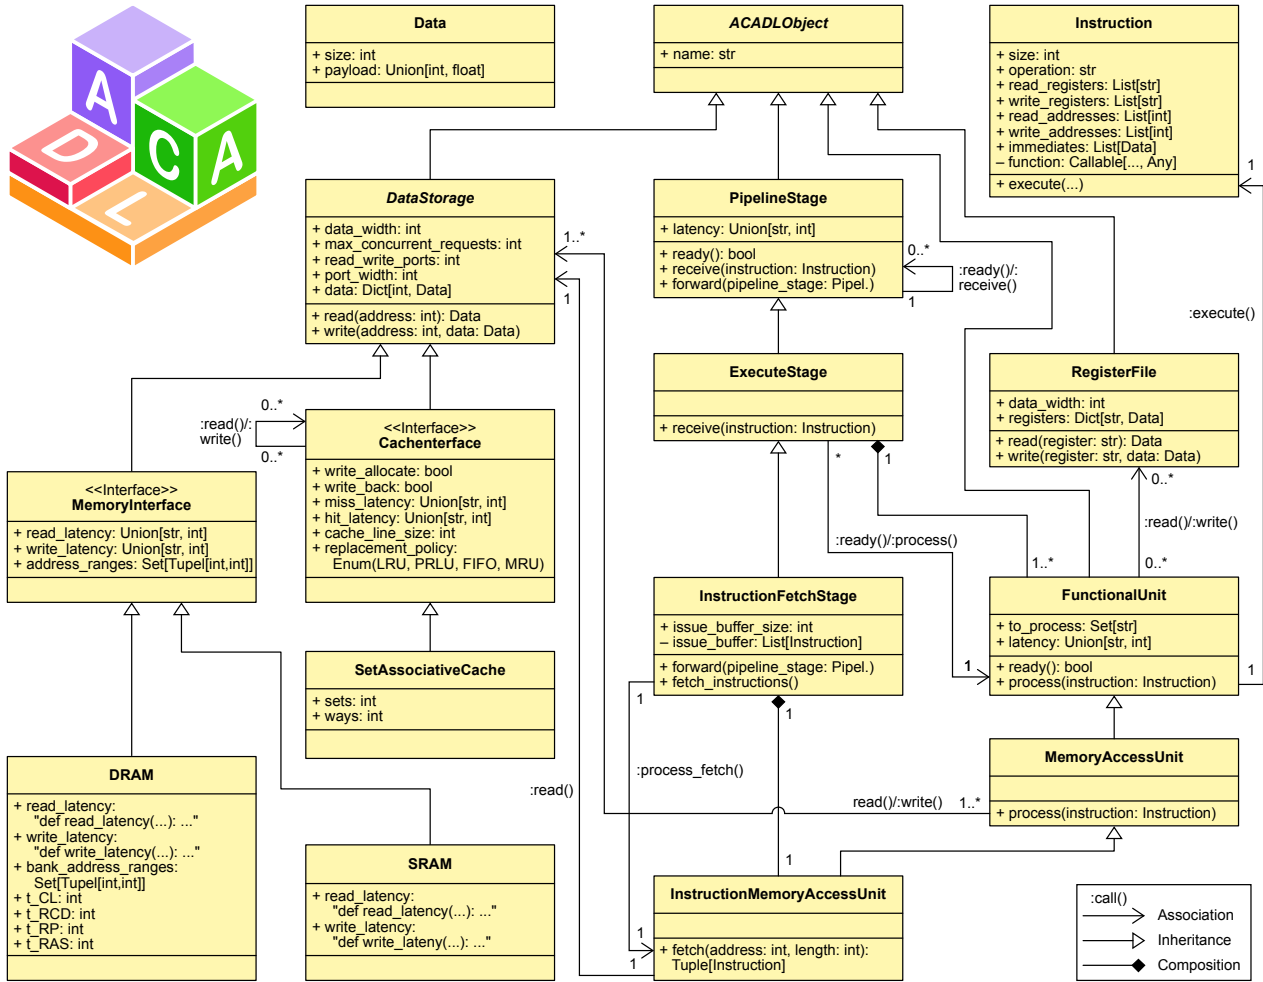 A
D
C
A
L
Data
+ size: int
+ payload: Union[int, float]
ACADLObject
+ name: str
Instruction
+ size: int
+ operation: str
+ read_registers: List[str]
+ write_registers: List[str]
+ read_addresses: List[int]
+ write_addresses: List[int]
+ immediates: List[Data]
– function: Callable[..., Any]
+ execute(...)
1
DataStorage
+ data_width: int
+ max_concurrent_requests: int
+ read_write_ports: int
+ port_width: int
+ data: Dict[int, Data]
+ read(address: int): Data
+ write(address: int, data: Data)
1..*
1
PipelineStage
+ latency: Union[str, int]
+ ready(): bool
+ receive(instruction: Instruction)
+ forward(pipeline_stage: Pipel.)
0..*
:ready()/:
receive()
1
:execute()
ExecuteStage
+ receive(instruction: Instruction)
*
1
RegisterFile
+ data_width: int
+ registers: Dict[str, Data]
+ read(register: str): Data
+ write(register: str, data: Data)
0..*
:read()/:write()
0..*
0..*
:read()/:
write()
0..*
<<Interface>>
Cachenterface
+ write_allocate: bool
+ write_back: bool
+ miss_latency: Union[str, int]
+ hit_latency: Union[str, int]
+ cache_line_size: int
+ replacement_policy:
Enum(LRU, PRLU, FIFO, MRU)
<<Interface>>
MemoryInterface
+ read_latency: Union[str, int]
+ write_latency: Union[str, int]
+ address_ranges: Set[Tupel[int,int]]
:ready()/:process()
1..*
InstructionFetchStage
+ issue_buffer_size: int
– issue_buffer: List[Instruction]
+ forward(pipeline_stage: Pipel.)
+ fetch_instructions()
1
1
FunctionalUnit
+ to_process: Set[str]
+ latency: Union[str, int]
+ ready(): bool
+ process(instruction: Instruction)
1
1
SetAssociativeCache
+ sets: int
+ ways: int
MemoryAccessUnit
+ process(instruction: Instruction)
:process_fetch()
:read()
read()/:write()
1..*
DRAM
+ read_latency:
"def read_latency(...): ..."
+ write_latency:
"def write_latency(...): ..."
+ bank_address_ranges:
Set[Tupel[int,int]]
+ t_CL: int
+ t_RCD: int
+ t_RP: int
+ t_RAS: int
SRAM
+ read_latency:
"def read_latency(...): ..."
+ write_latency:
"def write_lateny(...): ..."
1
InstructionMemoryAccessUnit
+ fetch(address: int, length: int):
Tuple[Instruction]
1
1
:call()
Association
Inheritance
Composition